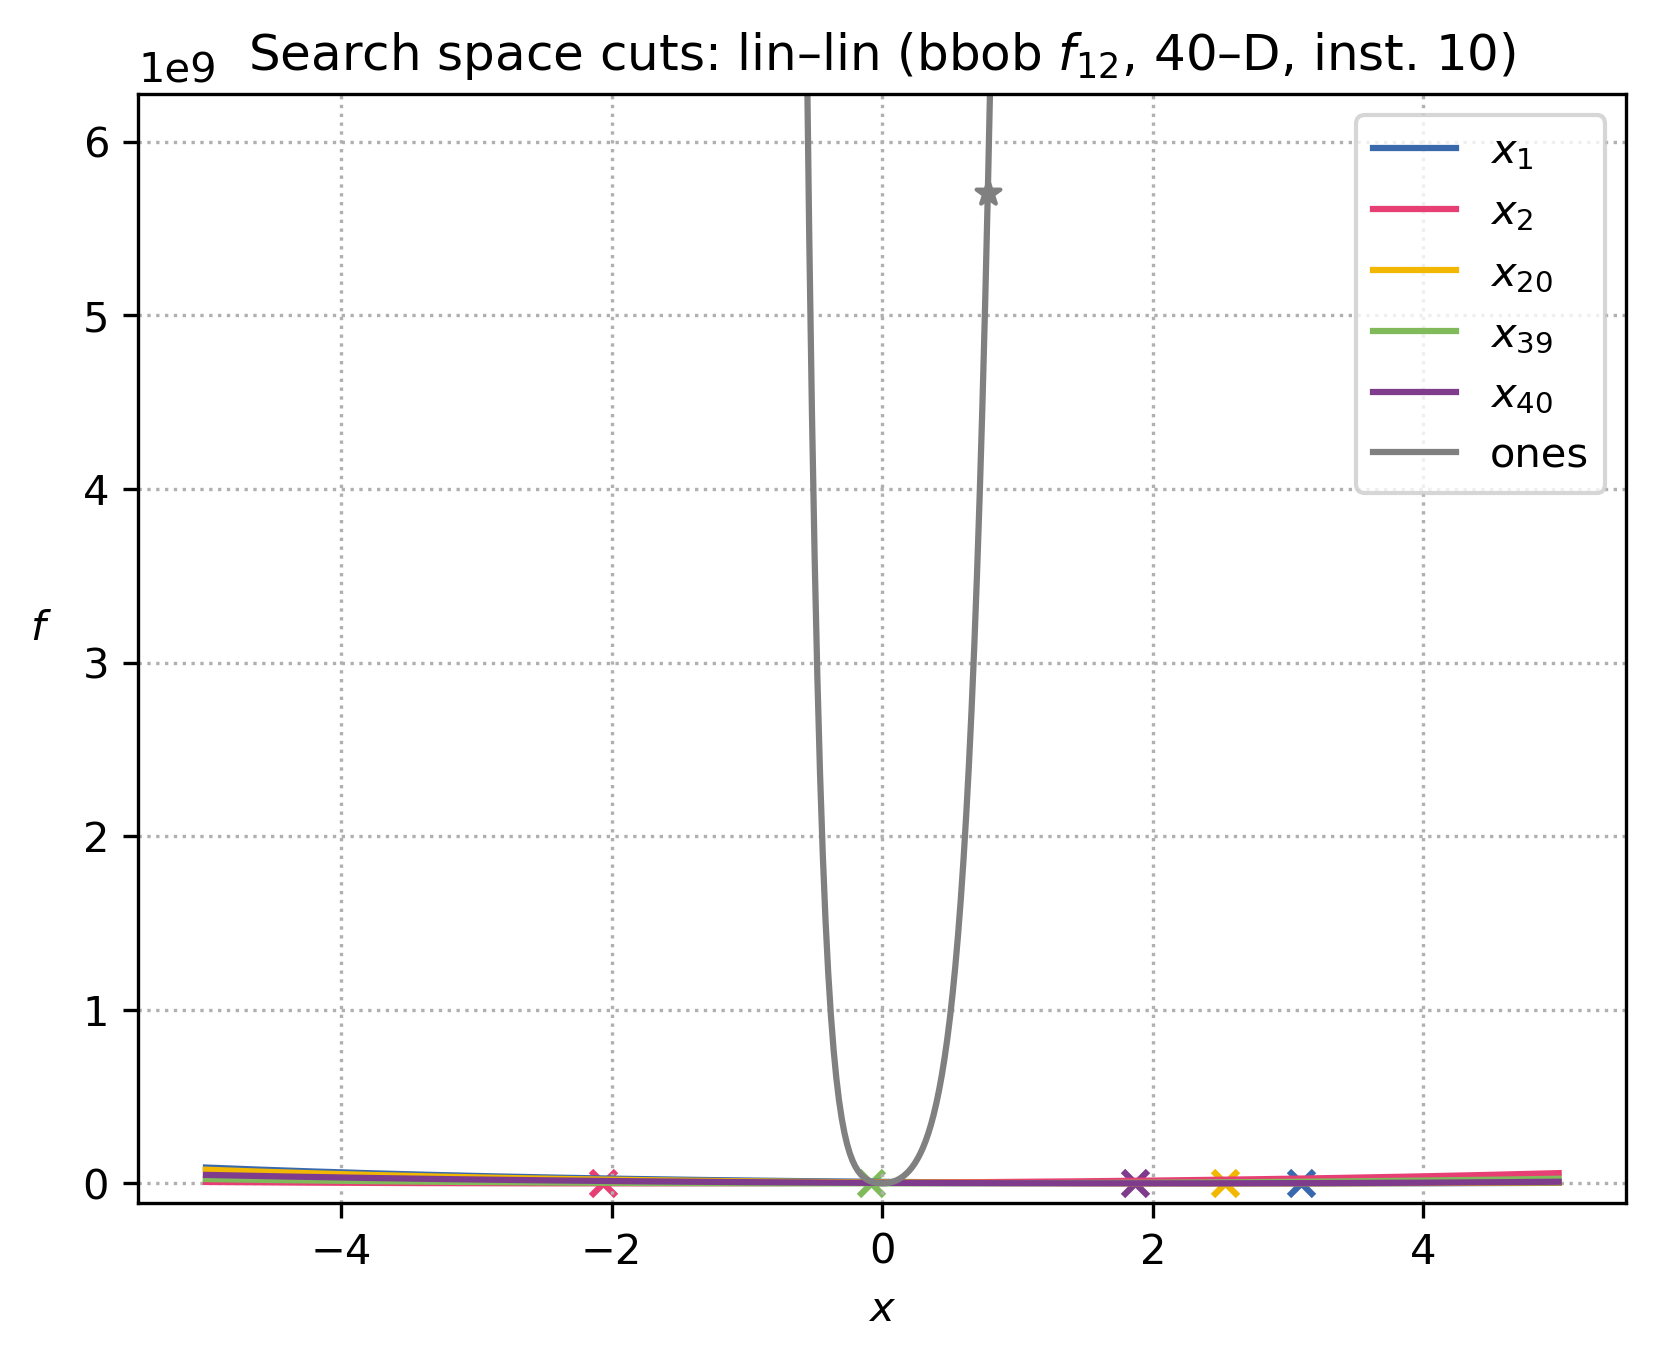 1e9
Search space cuts: lin–lin (bbob f₁₂, 40–D, inst. 10)
6
5
4
3
2
1
0
f
−4
−2
0
2
4
x
x₁
x₂
x₂₀
x₃₉
x₄₀
ones